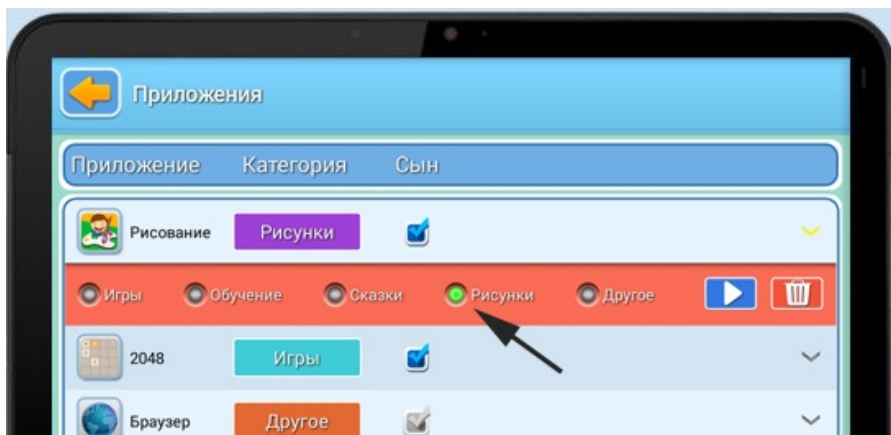 Приложения
Приложение Категория Сын
Рисование Рисунки
Игры Обучение Сказки Рисунки Другое
2048 Игры
Браузер Другое